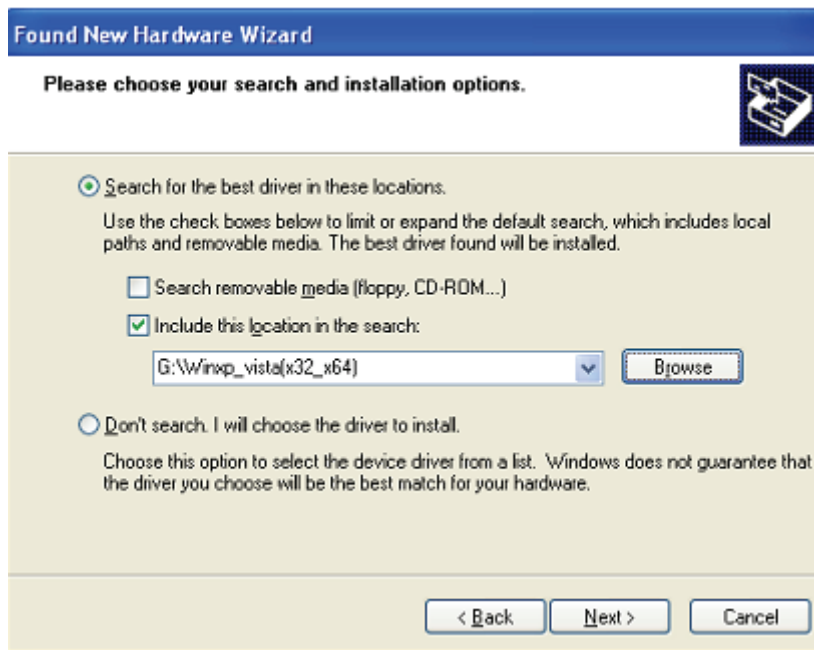 Found New Hardware Wizard
Please choose your search and installation options.
Search for the best driver in these locations.
Use the check boxes below to limit or expand the default search, which includes local
paths and removable media. The best driver found will be installed.
Search removable media (floppy, CD-ROM...)
Include this location in the search:
G:\Winxp_vista(x32_x64)
Browse
Don't search. I will choose the driver to install.
Choose this option to select the device driver from a list. Windows does not guarantee that
the driver you choose will be the best match for your hardware.
< Back Next > Cancel